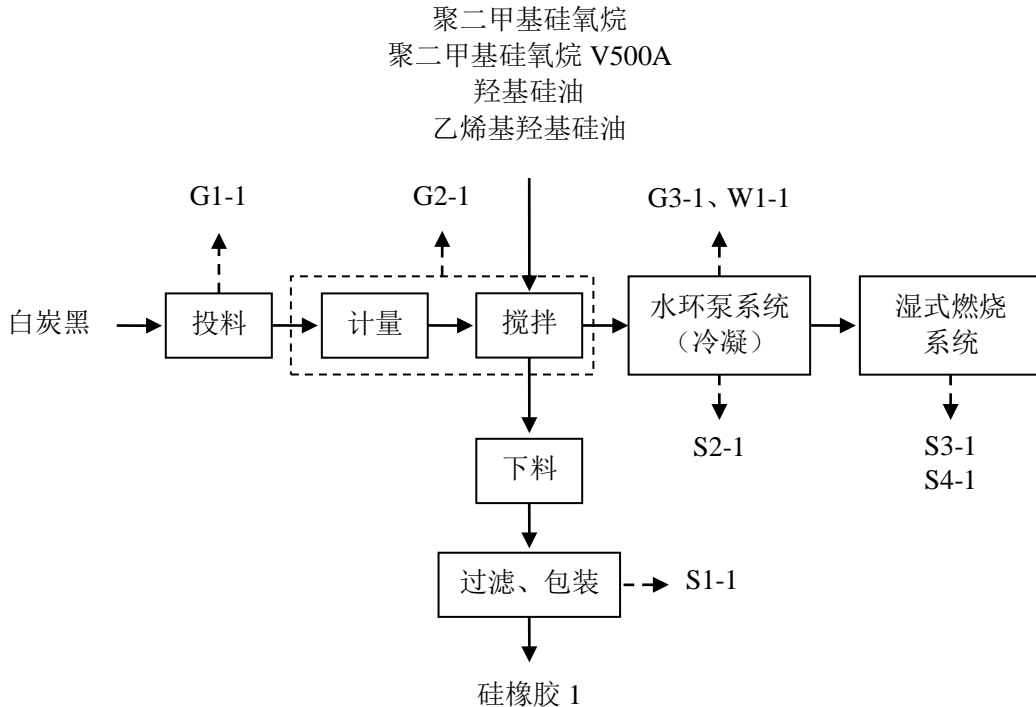 聚二甲基硅氧烷
聚二甲基硅氧烷 V500A
羟基硅油
乙烯基羟基硅油
G1-1
G2-1
G3-1、W1-1
白炭黑
投料
计量
搅拌
水环泵系统
（冷凝）
湿式燃烧
系统
下料
S2-1
S3-1
S4-1
过滤、包装
S1-1
硅橡胶 1